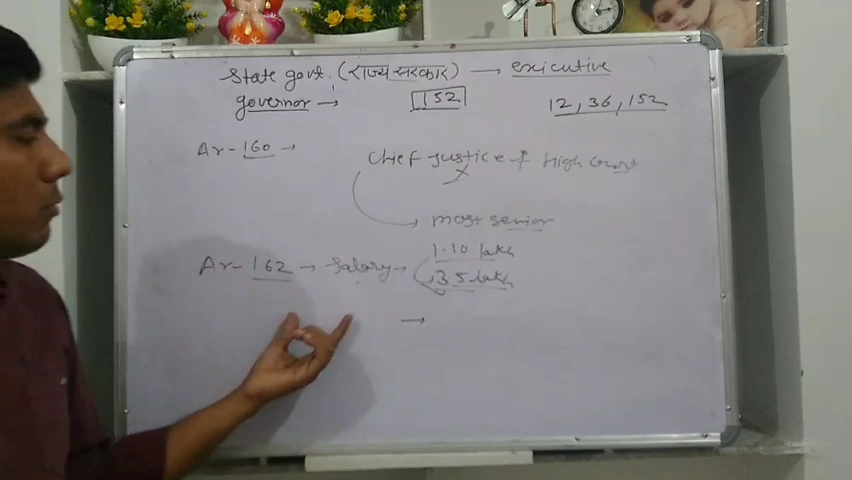 State govt. (राज्य सरकार) → exicutive
governor → 152 12, 36, 152
Ar-160 →
Chief justice of High Court
most senior
1.10 lakh
Ar-162 → Salary → 3.5 lakh
→